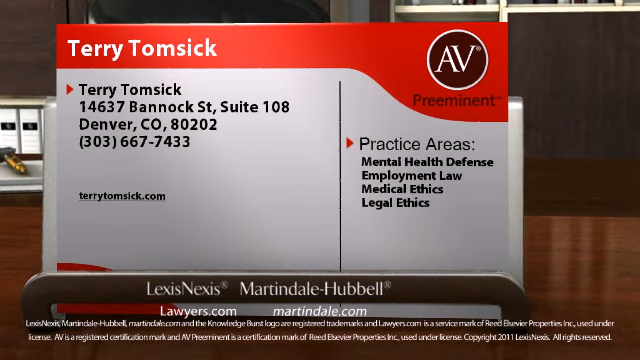 Terry Tomsick
AV®
Preeminent™
Terry Tomsick
14637 Bannock St, Suite 108
Denver, CO, 80202
(303) 667-7433
terrytomsick.com
Practice Areas:
Mental Health Defense
Employment Law
Medical Ethics
Legal Ethics
LexisNexis® Martindale-Hubbell®
Lawyers.com martindale.com
LexisNexis, Martindale-Hubbell, martindale.com and the Knowledge Burst logo are registered trademarks and Lawyers.com is a service mark of Reed Elsevier Properties Inc., used under
license. AV is a registered certification mark and AV Preeminent is a certification mark of Reed Elsevier Properties Inc., used under license. Copyright 2011 LexisNexis. All rights reserved.